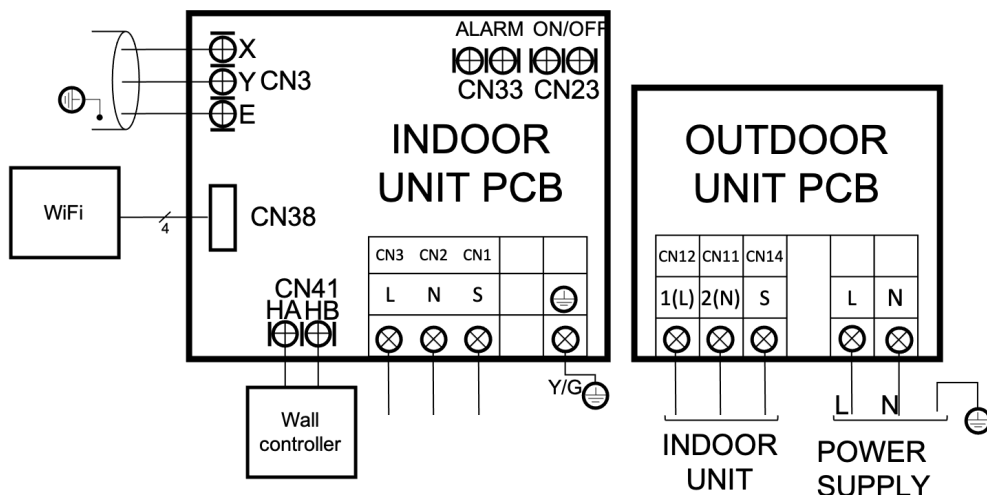 ALARM ON/OFF
X
Y CN3
E
CN33 CN23
INDOOR
UNIT PCB
OUTDOOR
UNIT PCB
WiFi
4
CN38
CN41
HA HB
CN3 CN2 CN1
L N S
CN12 CN11 CN14
1(L) 2(N) S L N
Wall
controller
Y/G
L N
INDOOR
UNIT
POWER
SUPPLY